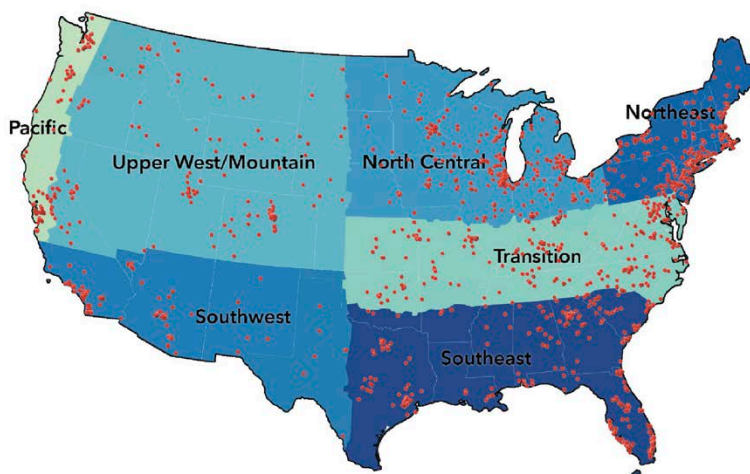 Northeast
Pacific
Upper West/Mountain
North Central
Transition
Southwest
Southeast